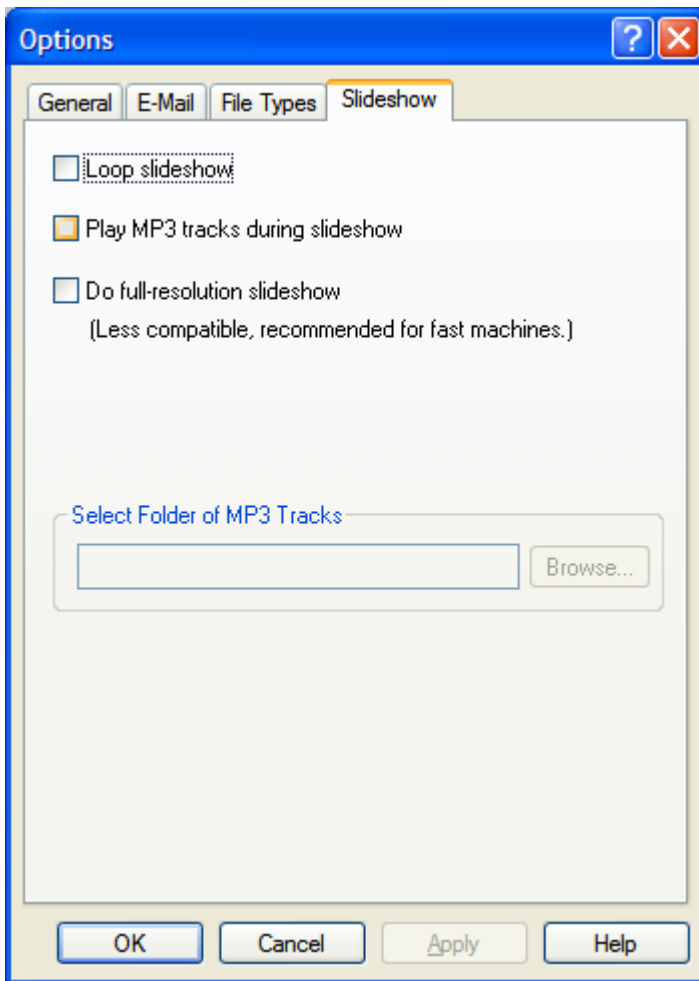 Options
General E-Mail File Types Slideshow
Loop slideshow
Play MP3 tracks during slideshow
Do full-resolution slideshow
(Less compatible, recommended for fast machines.)
Select Folder of MP3 Tracks
Browse...
OK Cancel Apply Help